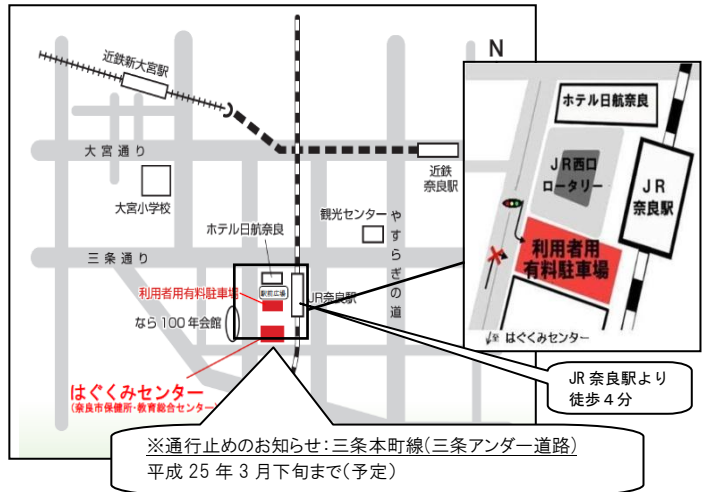 N
近鉄新大宮駅
大宮通り
近鉄
奈良駅
大宮小学校
観光センター
やすらぎの道
ホテル日航奈良
三条通り
駅前広場
利用者用有料駐車場
JR奈良駅
なら100年会館
はぐくみセンター
(奈良市保健所・教育総合センター)
ホテル日航奈良
JR西口
ロータリー
JR
奈良駅
利用者用
有料駐車場
至 はぐくみセンター
JR奈良駅より
徒歩4分
※通行止めのお知らせ:三条本町線(三条アンダー道路)
平成25年3月下旬まで(予定)